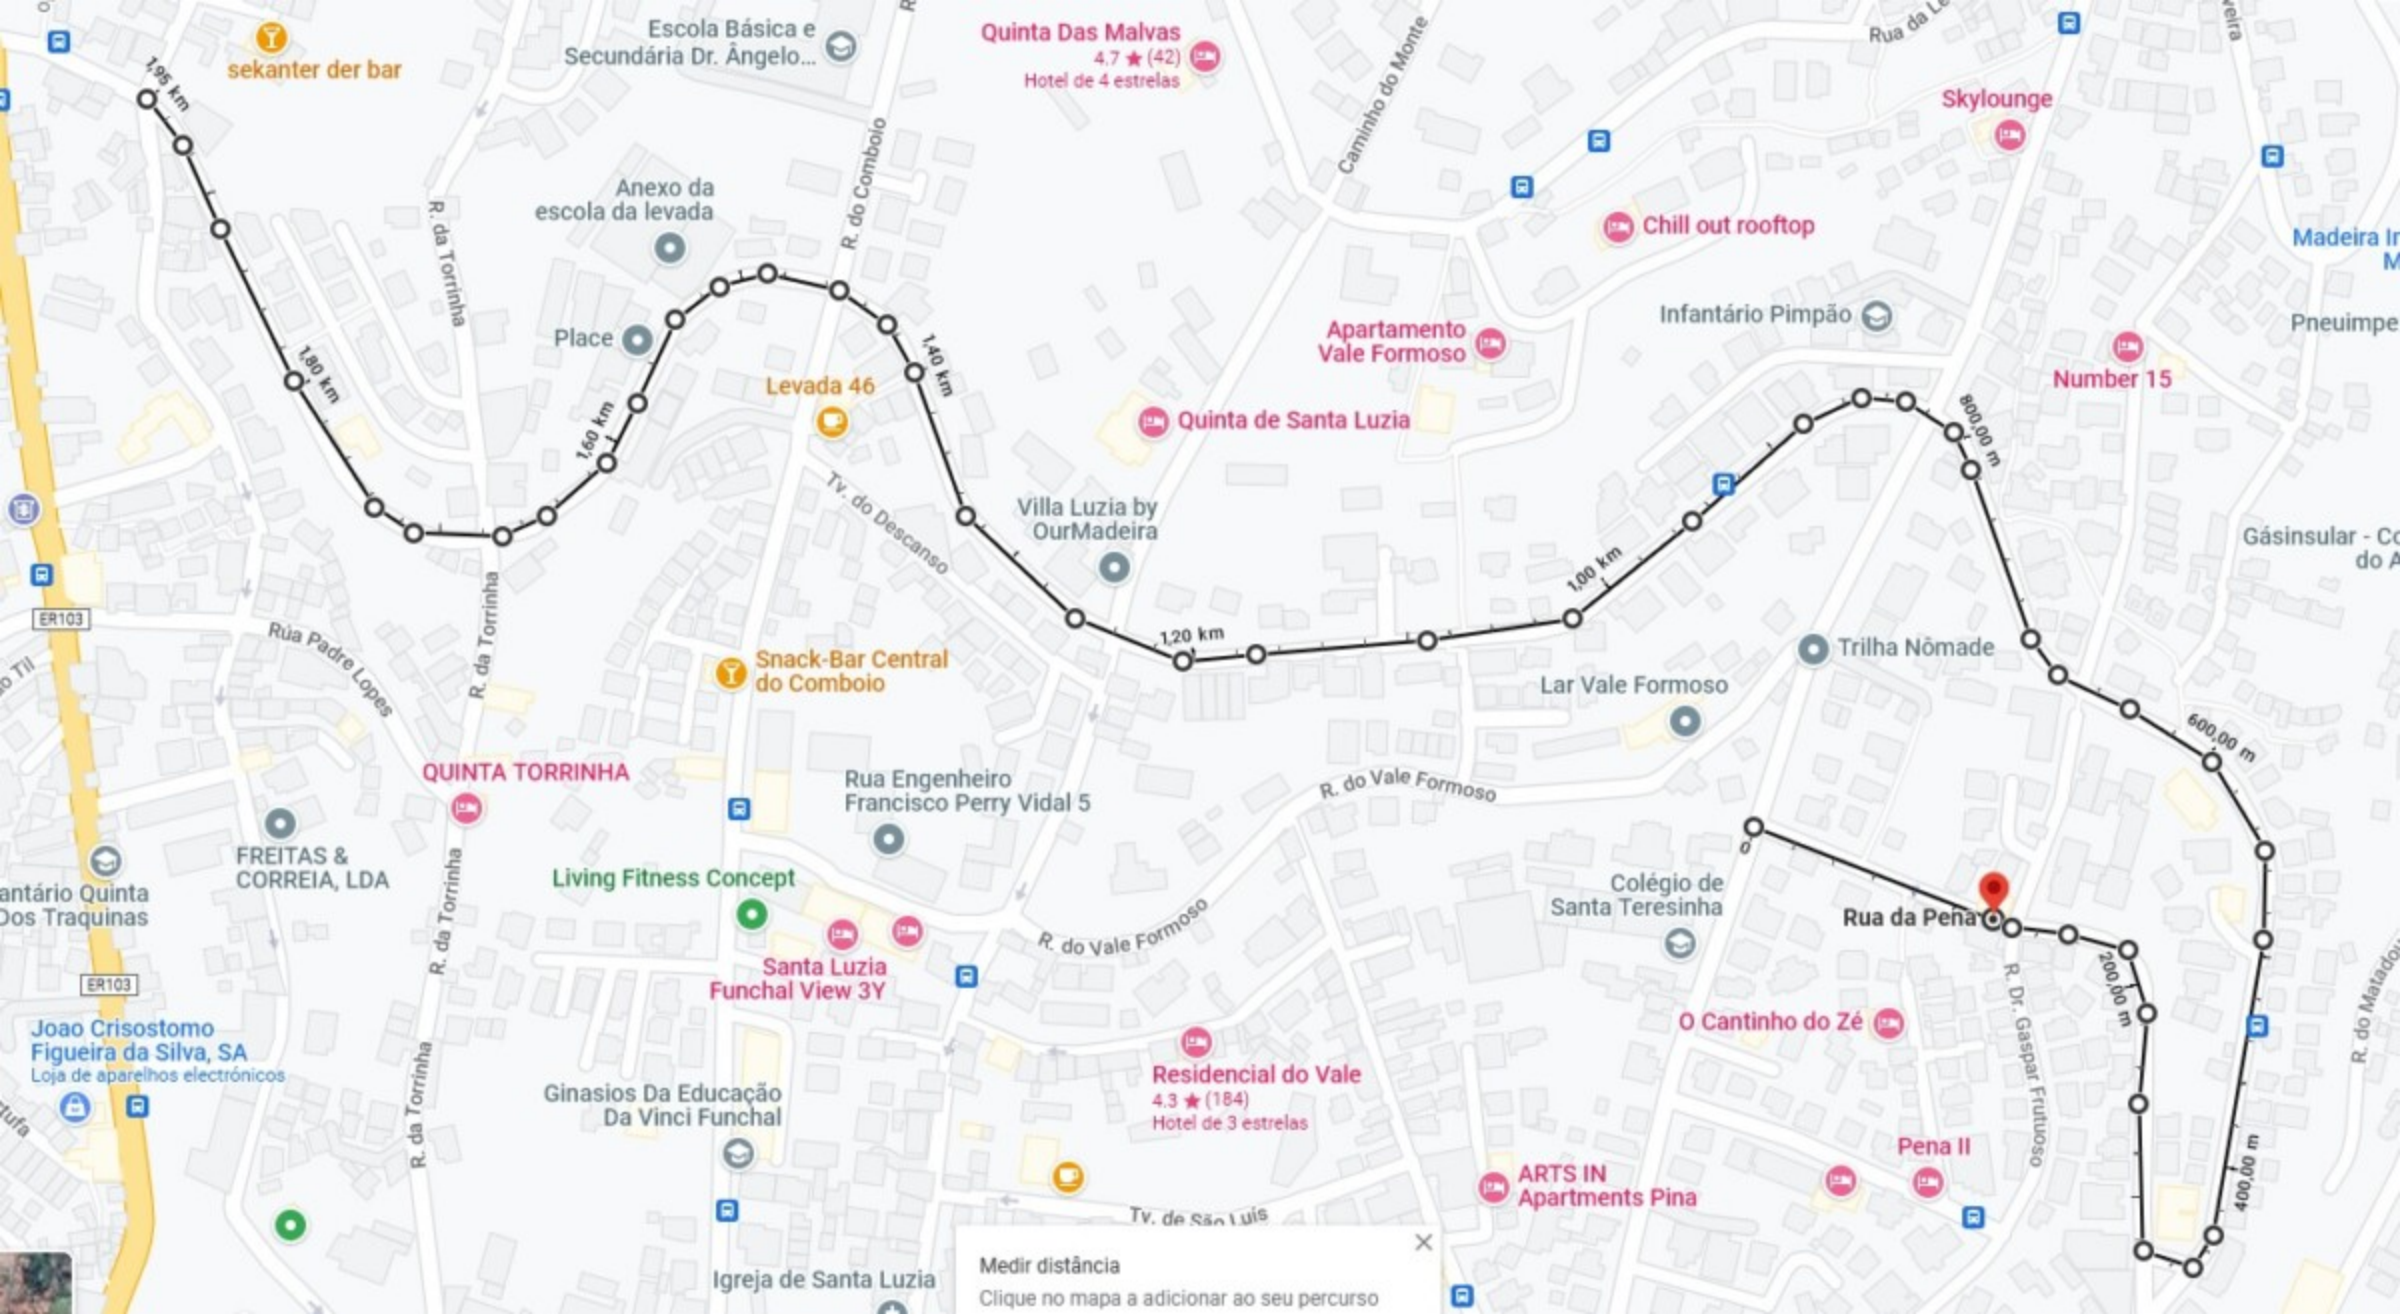 Escola Básica e
Secundária Dr. Ângelo...
Quinta Das Malvas
4.7 ★ (42)
Hotel de 4 estrelas
Caminho do Monte
sekanter der bar
1,95 km
Skylounge
Anexo da
escola da levada
R. do Comboio
R. da Torrinha
Chill out rooftop
Madeira
Infantário Pimpão
Pneuimpe
Place
Apartamento
Vale Formoso
1,80 km
1,40 km
Number 15
Levada 46
Quinta de Santa Luzia
800,00 m
1,60 km
Tv. do Descanso
Villa Luzia by
OurMadeira
Gásinsular - Co
do A
1,00 km
ER103
Rua Padre Lopes
R. da Torrinha
1,20 km
Trilha Nômade
Snack-Bar Central
do Comboio
Lar Vale Formoso
600,00 m
QUINTA TORRINHA
Rua Engenheiro
Francisco Perry Vidal 5
R. do Vale Formoso
0
FREITAS &
CORREIA, LDA
Living Fitness Concept
Colégio de
Santa Teresinha
antário Quinta
Dos Traquinas
R. da Torrinha
R. do Vale Formoso
Rua da Pena
Santa Luzia
Funchal View 3Y
200,00 m
ER103
R. Dr. Gaspar Frutuoso
O Cantinho do Zé
Joao Crisostomo
Figueira da Silva, SA
Loja de aparelhos electrónicos
R. da Torrinha
Residencial do Vale
4.3 ★ (184)
Hotel de 3 estrelas
Ginasios Da Educação
Da Vinci Funchal
Pena II
400,00 m
ARTS IN
Apartments Pina
Tv. de São Luís
Igreja de Santa Luzia
Medir distância
Clique no mapa a adicionar ao seu percurso